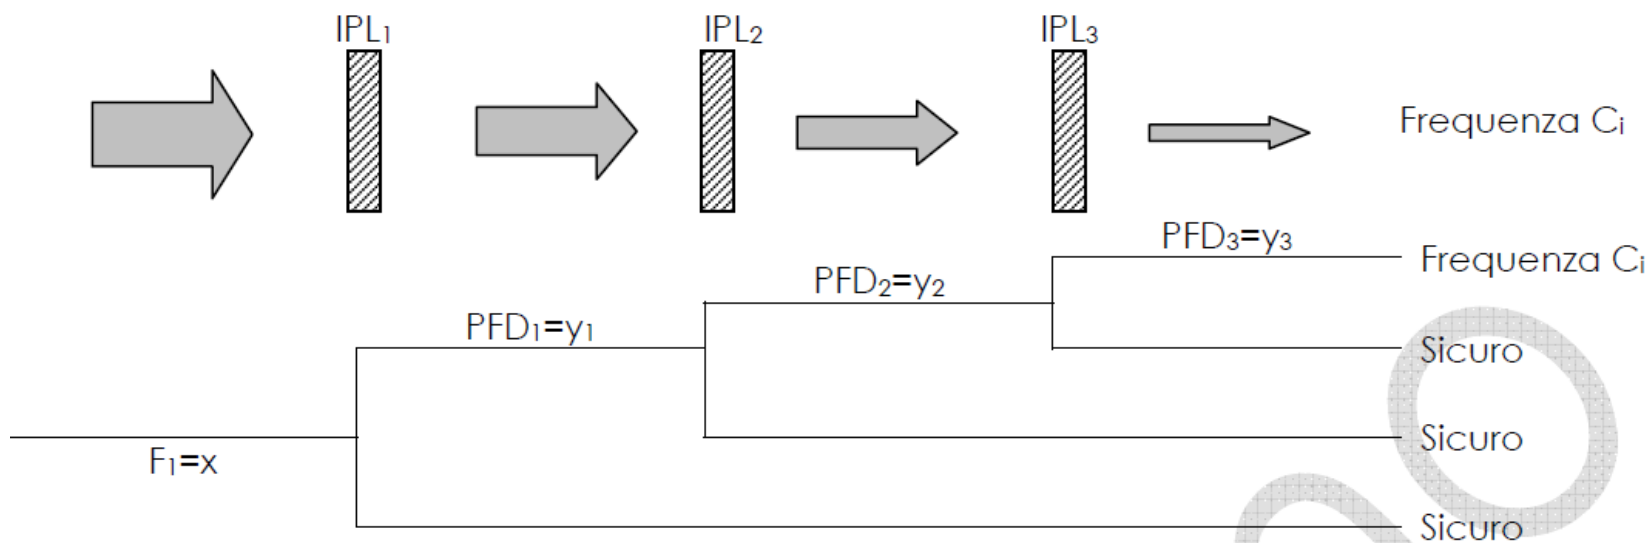 IPL₁ IPL₂ IPL₃
Frequenza Cᵢ
PFD₃=y₃
Frequenza Cᵢ
PFD₂=y₂
PFD₁=y₁
Sicuro
Sicuro
F₁=x
Sicuro